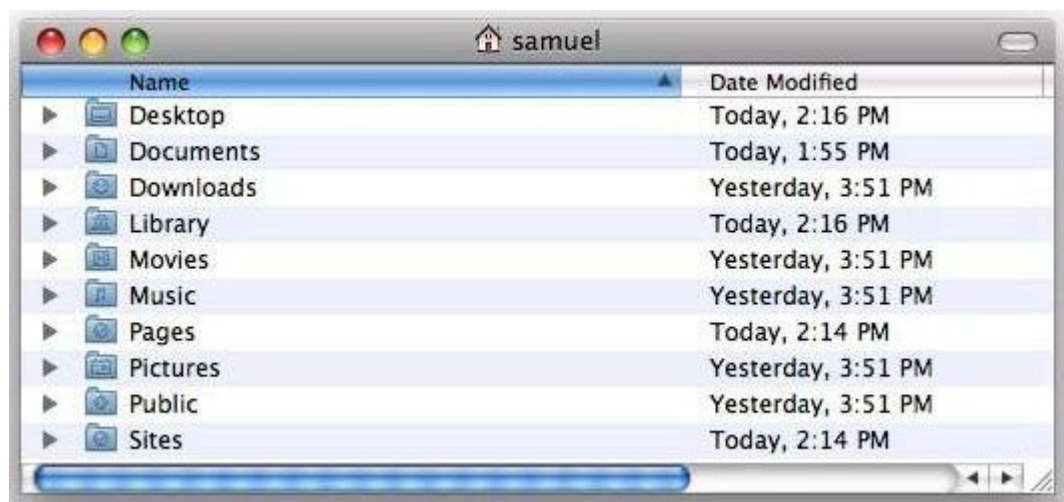 samuel
Name Date Modified
Desktop Today, 2:16 PM
Documents Today, 1:55 PM
Downloads Yesterday, 3:51 PM
Library Today, 2:16 PM
Movies Yesterday, 3:51 PM
Music Yesterday, 3:51 PM
Pages Today, 2:14 PM
Pictures Yesterday, 3:51 PM
Public Yesterday, 3:51 PM
Sites Today, 2:14 PM